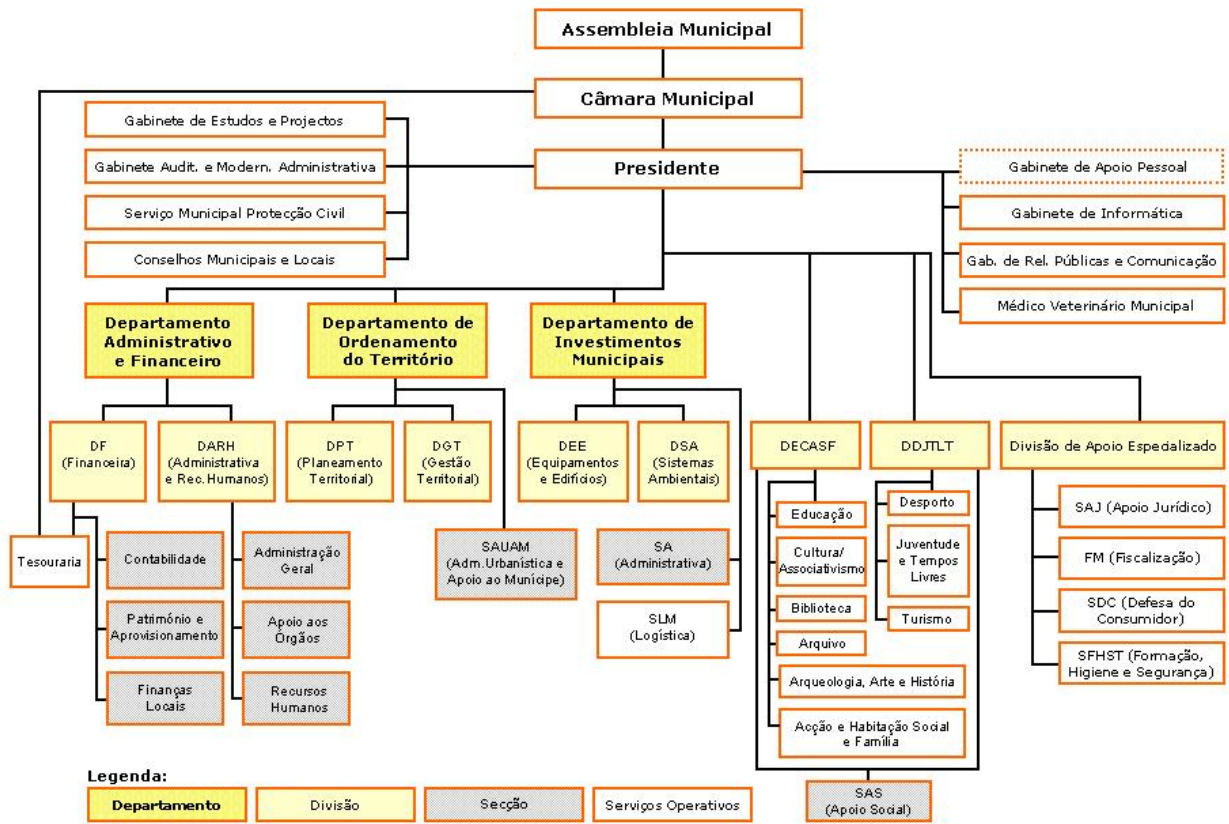 Assembleia Municipal
Câmara Municipal
Gabinete de Estudos e Projectos
Gabinete Audit. e Modern. Administrativa
Serviço Municipal Protecção Civil
Conselhos Municipais e Locais
Presidente
Gabinete de Apoio Pessoal
Gabinete de Informática
Gab. de Rel. Públicas e Comunicação
Médico Veterinário Municipal
Departamento
Administrativo
e Financeiro
Departamento de
Ordenamento
do Território
Departamento de
Investimentos
Municipais
DF
(Financeira)
DARH
(Administrativa
e Rec. Humanos)
DPT
(Planeamento
Territorial)
DGT
(Gestão
Territorial)
DEE
(Equipamentos
e Edifícios)
DSA
(Sistemas
Ambientais)
DECASF
DDJTLT
Divisão de Apoio Especializado
Tesouraria
Contabilidade
Património e
Aprovisionamento
Finanças
Locais
Administração
Geral
Apoio aos
Órgãos
Recursos
Humanos
SAUAM
(Adm.Urbanística e
Apoio ao Munícipe)
SA
(Administrativa)
SLM
(Logística)
Educação
Cultura/
Associativismo
Biblioteca
Arquivo
Arqueologia, Arte e História
Acção e Habitação Social
e Família
Desporto
Juventude
e Tempos
Livres
Turismo
SAJ (Apoio Jurídico)
FM (Fiscalização)
SDC (Defesa do
Consumidor)
SFHST (Formação,
Higiene e Segurança)
SAS
(Apoio Social)
Legenda:
Departamento
Divisão
Secção
Serviços Operativos